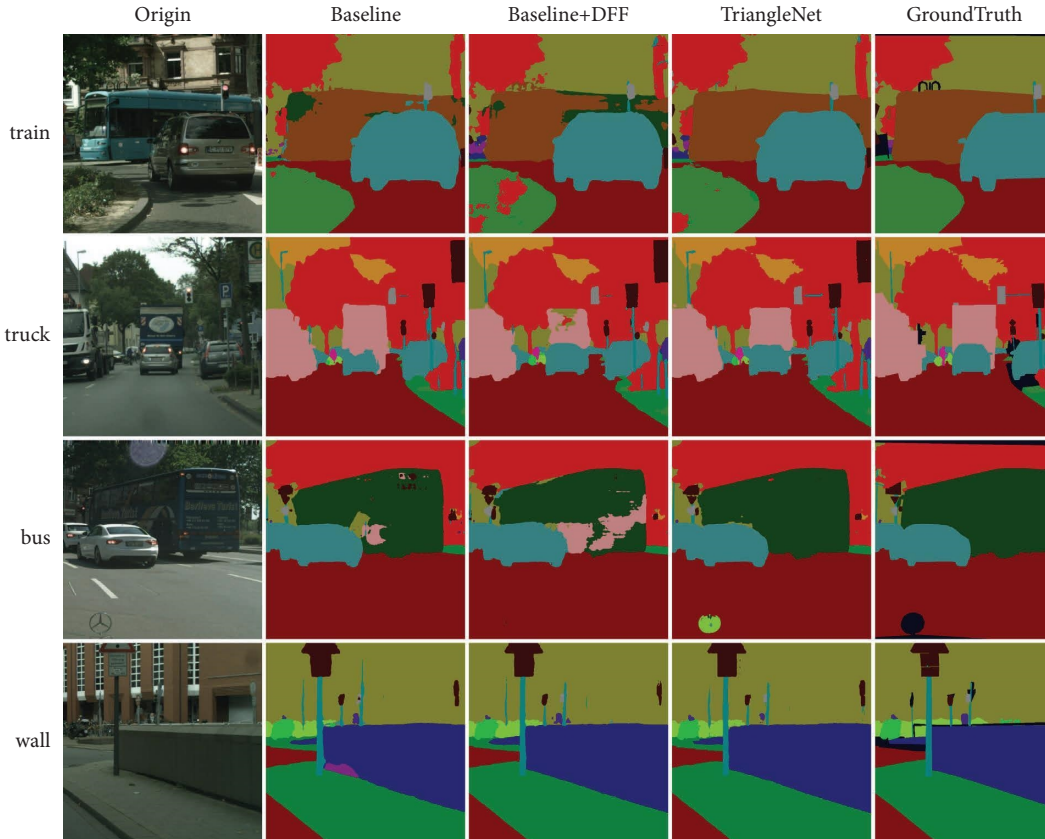 Origin Baseline Baseline+DFF TriangleNet GroundTruth
train
truck
P
bus
wall